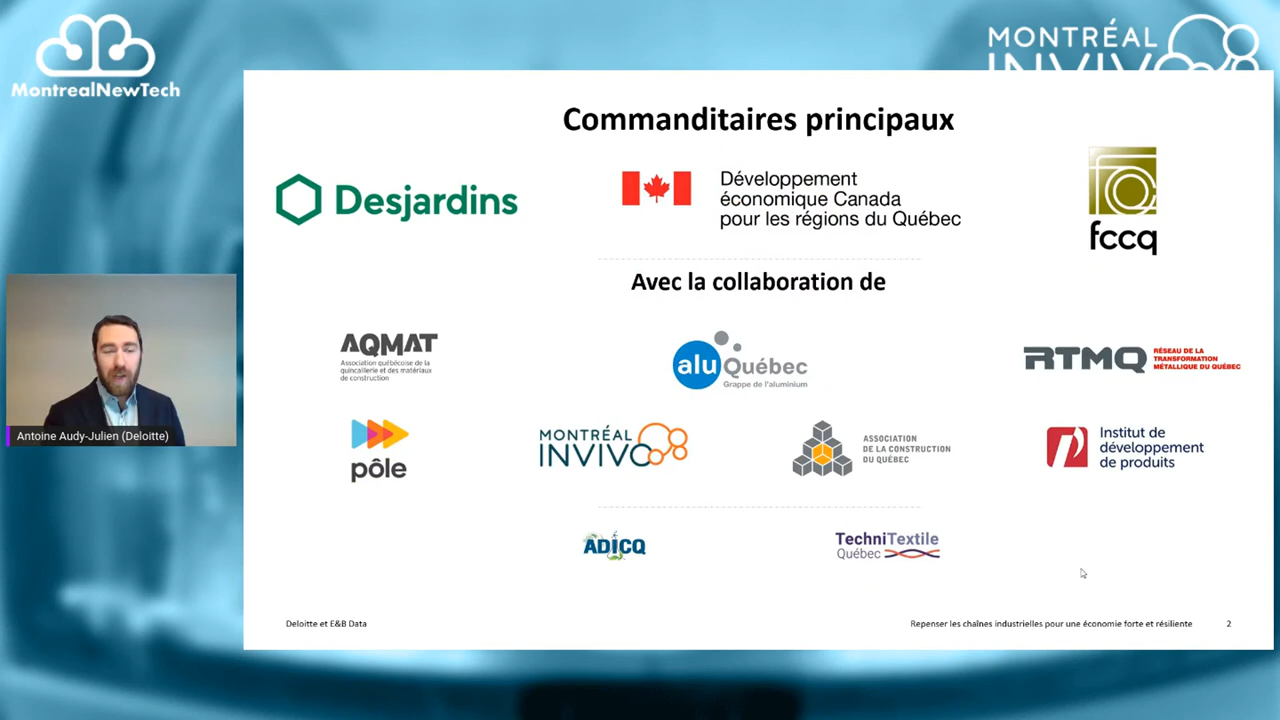 MontrealNewTech
MONTRÉAL
INVIVO
Commanditaires principaux
Desjardins
Développement
économique Canada
pour les régions du Québec
fccq
Avec la collaboration de
AQMAT
Association québécoise de la
quincaillerie et des matériaux
de construction
alu Québec
Grappe de l'aluminium
RTMQ
RÉSEAU DE LA
TRANSFORMATION
MÉTALLIQUE DU QUÉBEC
Antoine Audy-Julien (Deloitte)
pôle
MONTRÉAL
INVIVO
ASSOCIATION
DE LA CONSTRUCTION
DU QUÉBEC
Institut de
développement
de produits
ADICQ
TechniTextile
Québec
Deloitte et E&B Data
Repenser les chaînes industrielles pour une économie forte et résiliente
2